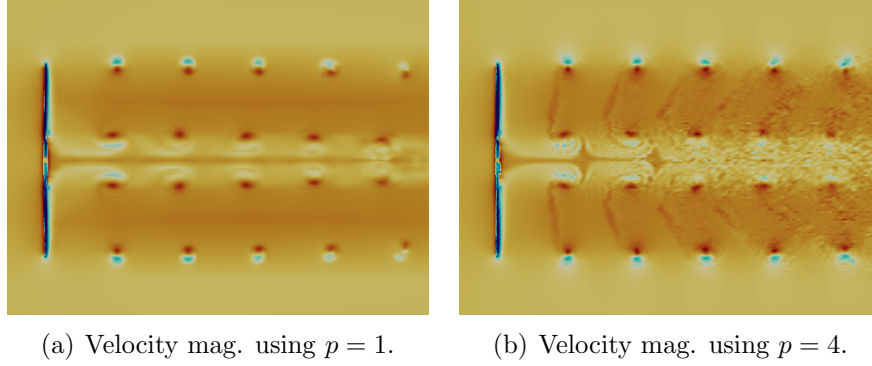 (a) Velocity mag. using p = 1.
(b) Velocity mag. using p = 4.